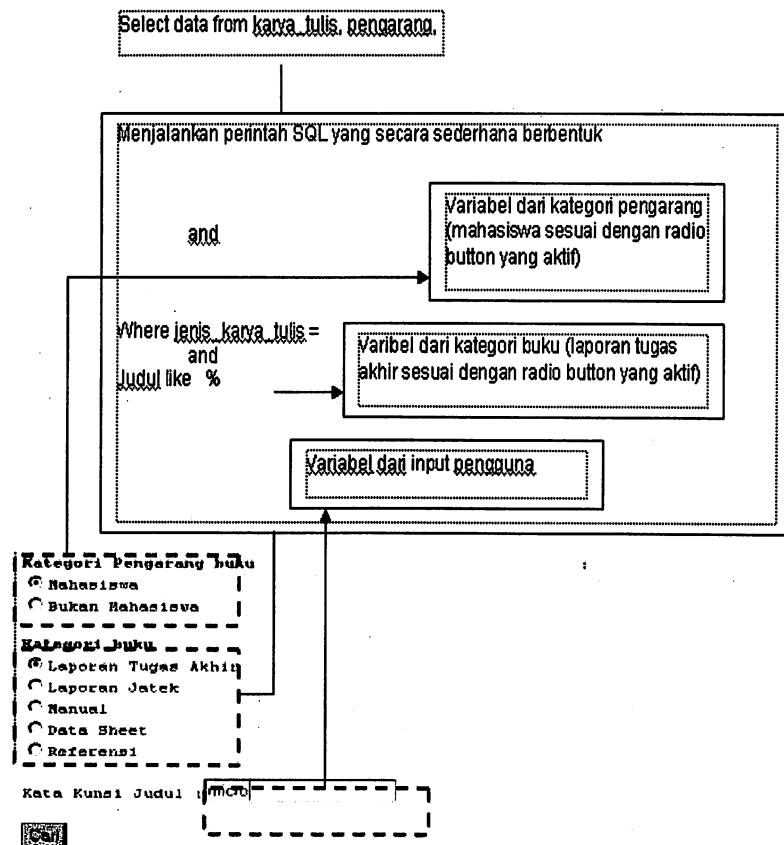 Select data from karya_tulis, pengarang,
Menjalankan perintah SQL yang secara sederhana berbentuk
Variabel dari kategori pengarang
(mahasiswa sesuai dengan radio
button yang aktif)
and
Where jenis_karya_tulis =
and
Judul like %
Varibel dari kategori buku (laporan tugas
akhir sesuai dengan radio button yang aktif)
Variabel dari input pengguna
Kategori Pengarang buku
Mahasiswa
Bukan Mahasiswa
Kategori buku
Laporan Tugas Akhir
Laporan Jatek
Manual
Data Sheet
Referensi
Kata Kunsi Judul :
Cari